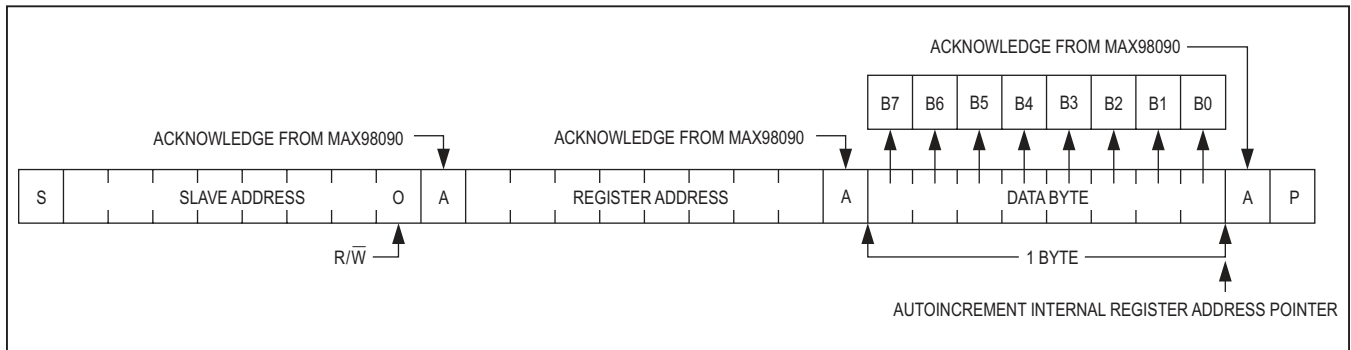 ACKNOWLEDGE FROM MAX98090
B7 B6 B5 B4 B3 B2 B1 B0
ACKNOWLEDGE FROM MAX98090 ACKNOWLEDGE FROM MAX98090
S SLAVE ADDRESS O A REGISTER ADDRESS A DATA BYTE A P
R/W̅ 1 BYTE
AUTOINCREMENT INTERNAL REGISTER ADDRESS POINTER